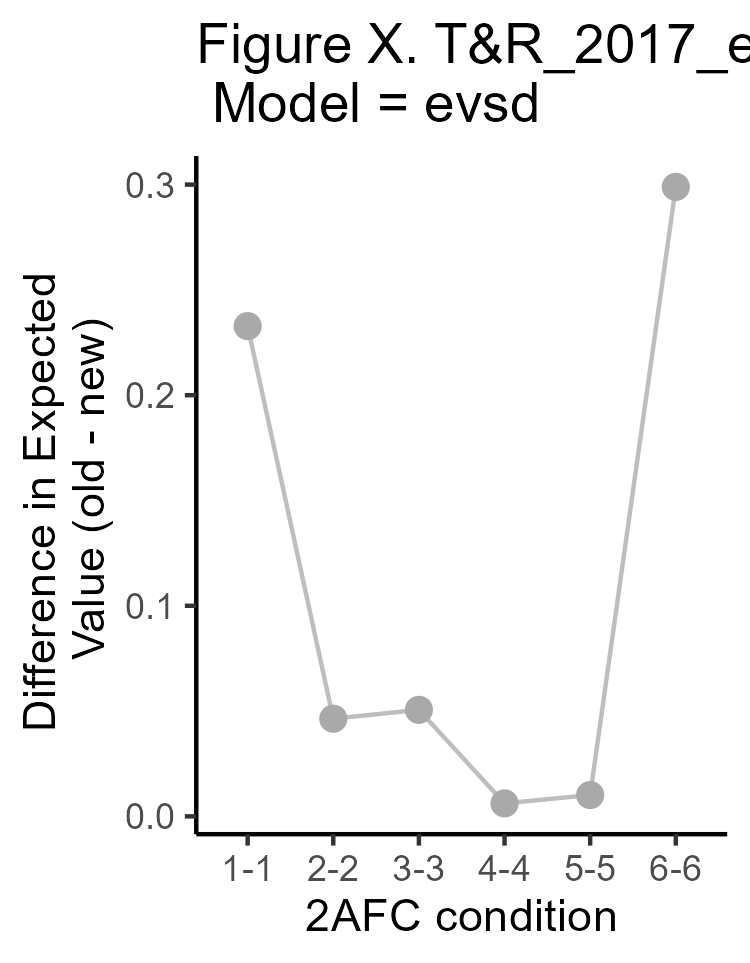 Figure X. T&R_2017_e
Model = evsd
Difference in Expected
Value (old - new)
0.3
0.2
0.1
0.0
1-1 2-2 3-3 4-4 5-5 6-6
2AFC condition